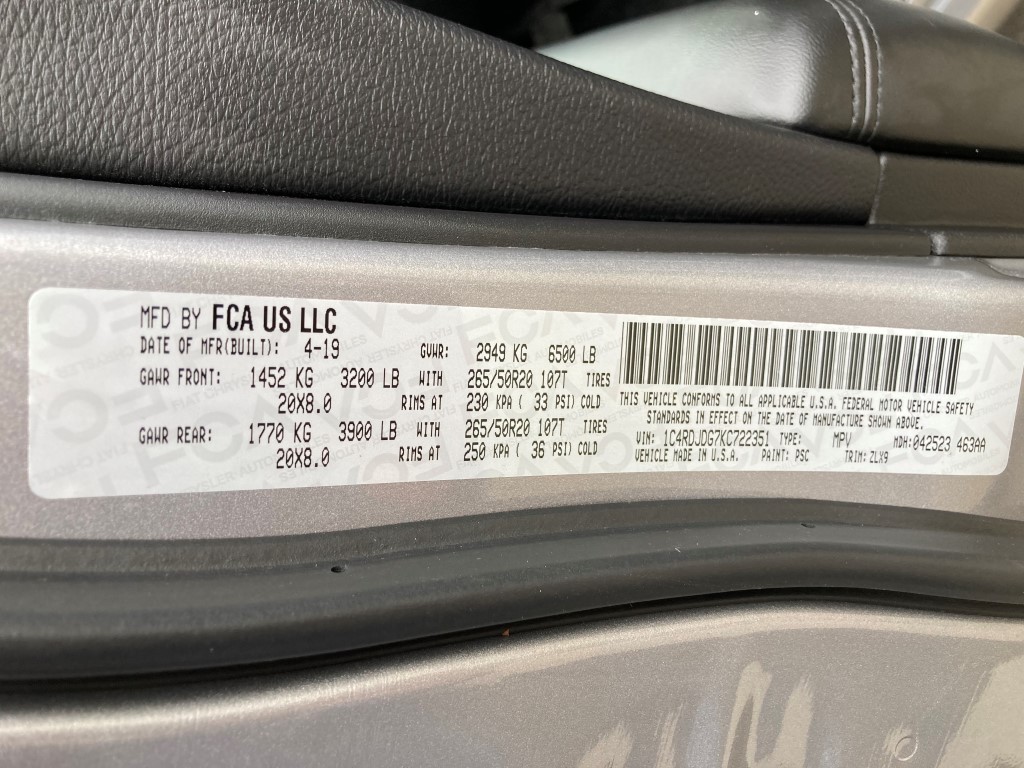 MFD BY FCA US LLC
DATE OF MFR(BUILT): 4-19 GVWR: 2949 KG 6500 LB
GAWR FRONT: 1452 KG 3200 LB WITH 265/50R20 107T TIRES
20X8.0 RIMS AT 230 KPA ( 33 PSI) COLD
GAWR REAR: 1770 KG 3900 LB WITH 265/50R20 107T TIRES
20X8.0 RIMS AT 250 KPA ( 36 PSI) COLD
THIS VEHICLE CONFORMS TO ALL APPLICABLE U.S.A. FEDERAL MOTOR VEHICLE SAFETY
STANDARDS IN EFFECT ON THE DATE OF MANUFACTURE SHOWN ABOVE.
VIN: 1C4RDJDG7KC722351 TYPE: MPV MDH:042523 463AA
VEHICLE MADE IN U.S.A. PAINT: PSC TRIM: ZLX9